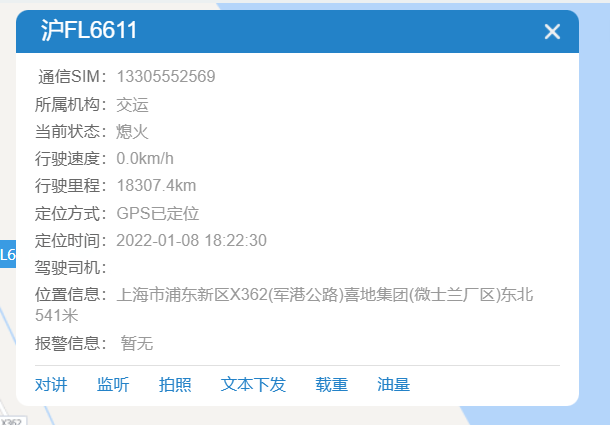 沪FL6611
通信SIM：13305552569
所属机构：交运
当前状态：熄火
行驶速度：0.0km/h
行驶里程：18307.4km
定位方式：GPS已定位
定位时间：2022-01-08 18:22:30
驾驶司机：
位置信息：上海市浦东新区X362(军港公路)喜地集团(微士兰厂区)东北
541米
报警信息： 暂无
对讲 监听 拍照 文本下发 载重 油量
L6
X362